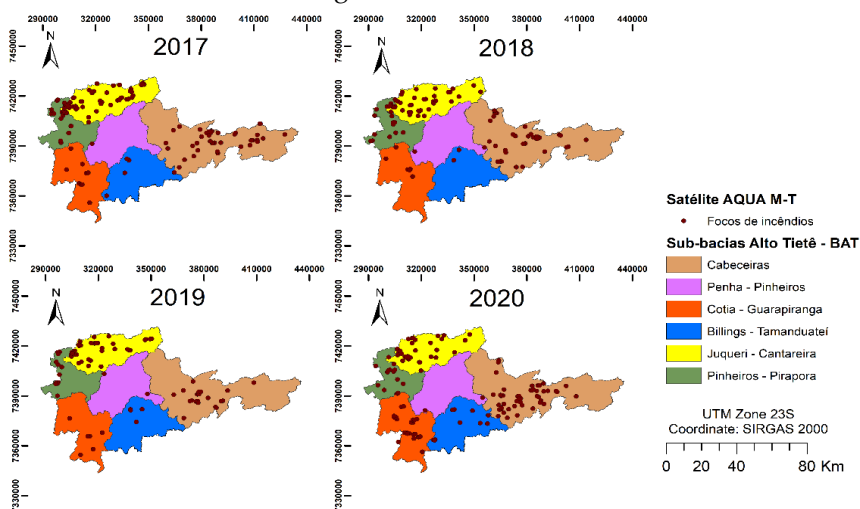 290000 320000 350000 380000 410000 440000
290000 320000 350000 380000 410000 440000
N
2017
N
2018
7450000
7420000
7390000
7360000
7330000
290000 320000 350000 380000 410000 440000
290000 320000 350000 380000 410000 440000
N
2019
N
2020
7450000
7420000
7390000
7360000
7330000
Satélite AQUA M-T
Focos de incêndios
Sub-bacias Alto Tietê - BAT
Cabeceiras
Penha - Pinheiros
Cotia - Guarapiranga
Billings - Tamanduateí
Juqueri - Cantareira
Pinheiros - Pirapora
UTM Zone 23S
Coordinate: SIRGAS 2000
0 20 40 80 Km